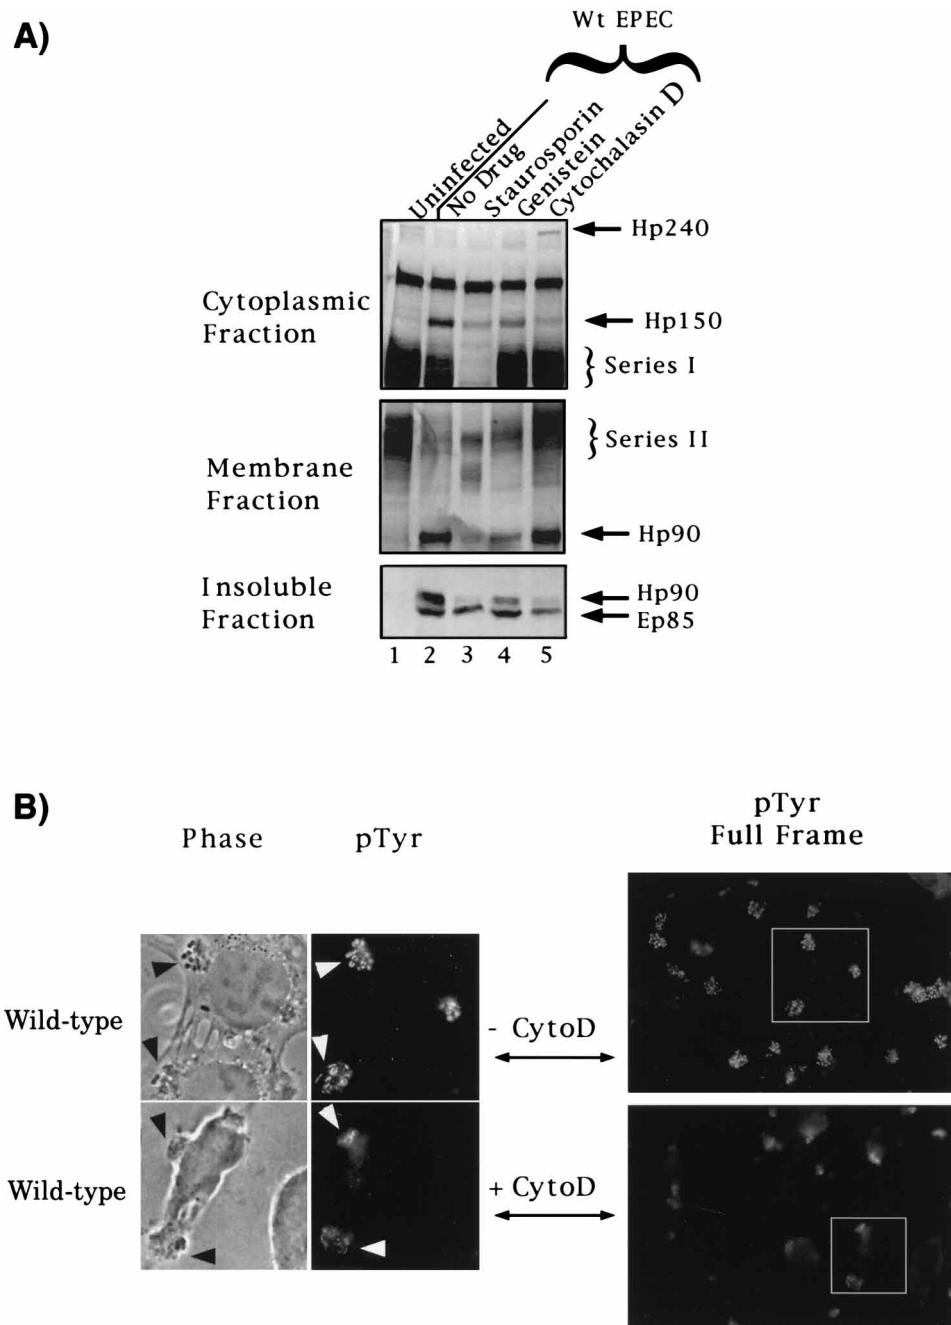 A)
Wt EPEC
Uninfected
No Drug
Staurosporin
Genistein
Cytochalasin D
Hp240
Cytoplasmic
Fraction
Hp150
} Series I
} Series II
Membrane
Fraction
Hp90
Insoluble
Fraction
Hp90
Ep85
1 2 3 4 5
B)
Phase
pTyr
pTyr
Full Frame
Wild-type
- CytoD
Wild-type
+ CytoD